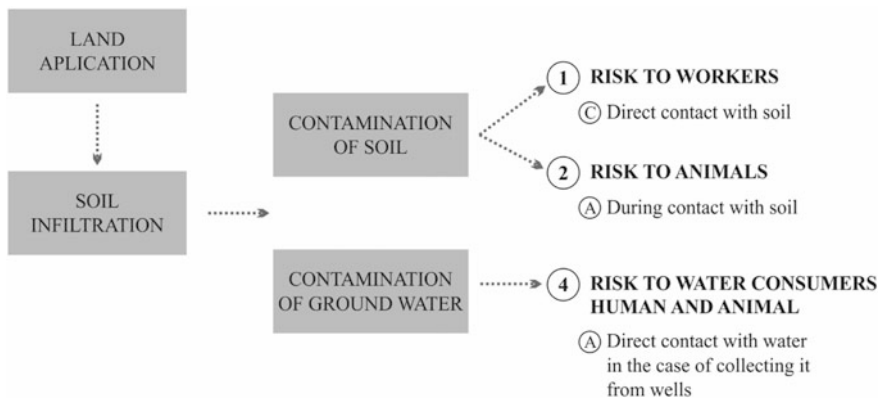 LAND
APLICATION
SOIL
INFILTRATION
CONTAMINATION
OF SOIL
CONTAMINATION
OF GROUND WATER
1 RISK TO WORKERS
C Direct contact with soil
2 RISK TO ANIMALS
A During contact with soil
4 RISK TO WATER CONSUMERS
HUMAN AND ANIMAL
A Direct contact with water
in the case of collecting it
from wells